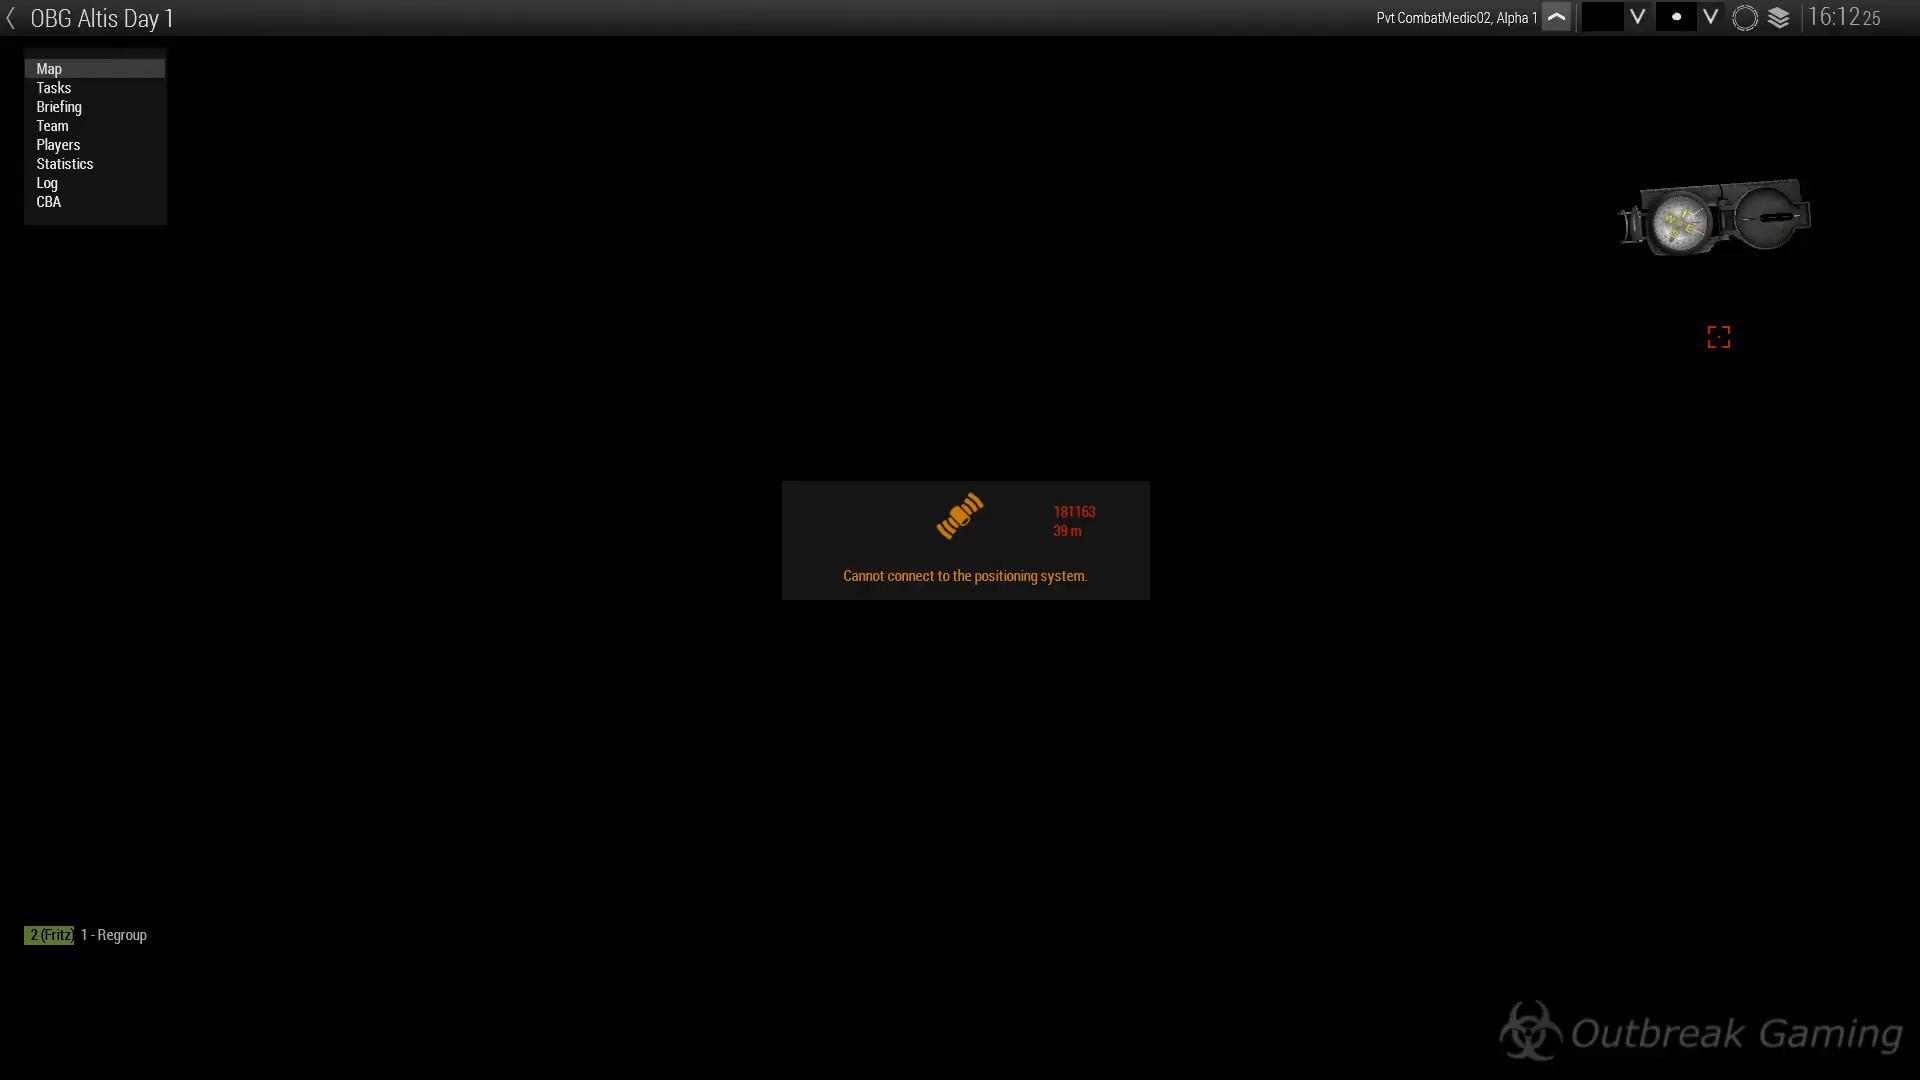 OBG Altis Day 1
Pvt CombatMedic02, Alpha 1
16:12 25
Map
Tasks
Briefing
Team
Players
Statistics
Log
CBA
W
E
S
181163
39 m
Cannot connect to the positioning system.
2 (Fritz) 1 - Regroup
Outbreak Gaming